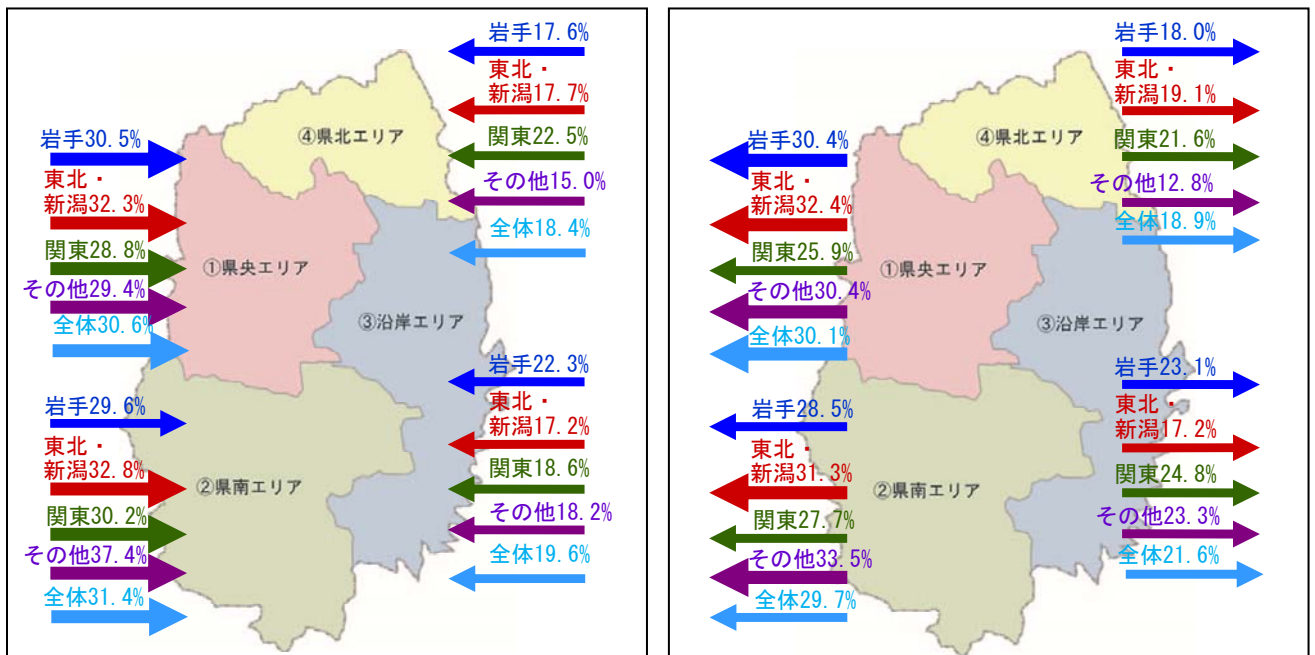 岩手17.6%
東北・
新潟17.7%
関東22.5%
その他15.0%
全体18.4%
④県北エリア
岩手30.5%
東北・
新潟32.3%
関東28.8%
その他29.4%
全体30.6%
①県央エリア
③沿岸エリア
岩手22.3%
東北・
新潟17.2%
関東18.6%
その他18.2%
全体19.6%
岩手29.6%
東北・
新潟32.8%
関東30.2%
その他37.4%
全体31.4%
②県南エリア
岩手18.0%
東北・
新潟19.1%
関東21.6%
その他12.8%
全体18.9%
④県北エリア
岩手30.4%
東北・
新潟32.4%
関東25.9%
その他30.4%
全体30.1%
①県央エリア
③沿岸エリア
岩手23.1%
東北・
新潟17.2%
関東24.8%
その他23.3%
全体21.6%
岩手28.5%
東北・
新潟31.3%
関東27.7%
その他33.5%
全体29.7%
②県南エリア